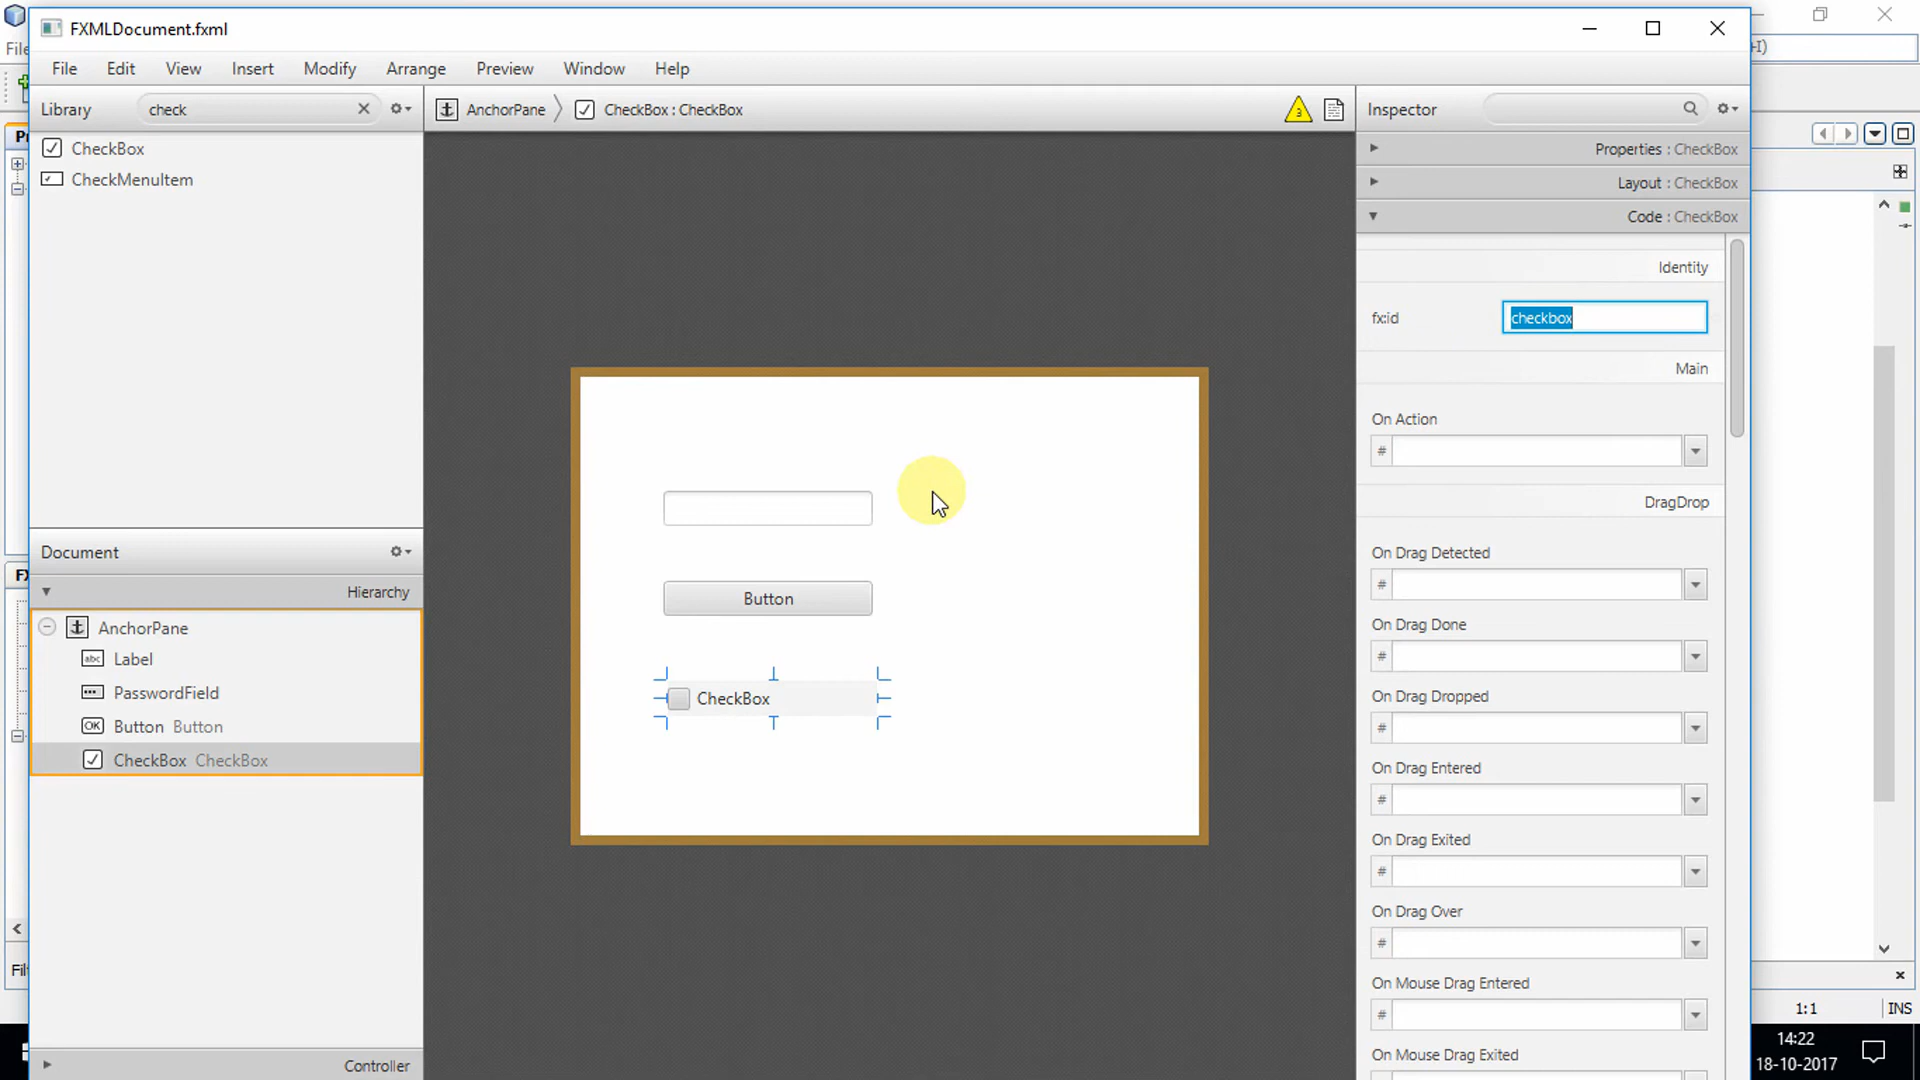 FXMLDocument.fxml
File Edit View Insert Modify Arrange Preview Window Help
Library check
AnchorPane CheckBox : CheckBox
3
Inspector
CheckBox
CheckMenuItem
Properties : CheckBox
Layout : CheckBox
Code : CheckBox
Identity
fx:id checkbox
Main
On Action
#
DragDrop
On Drag Detected
#
On Drag Done
#
On Drag Dropped
#
On Drag Entered
#
On Drag Exited
#
On Drag Over
#
On Mouse Drag Entered
#
On Mouse Drag Exited
Button
CheckBox
Document
Hierarchy
AnchorPane
abc Label
PasswordField
OK Button Button
CheckBox CheckBox
Controller
+I)
1:1 INS
14:22
18-10-2017